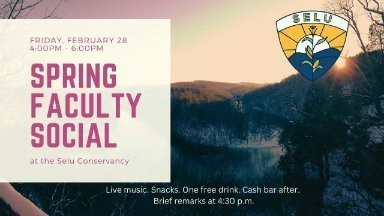 FRIDAY, FEBRUARY 28
4:00PM - 6:00PM
SPRING
FACULTY
SOCIAL
at the Selu Conservancy
SELU
Live music. Snacks. One free drink. Cash bar after.
Brief remarks at 4:30 p.m.